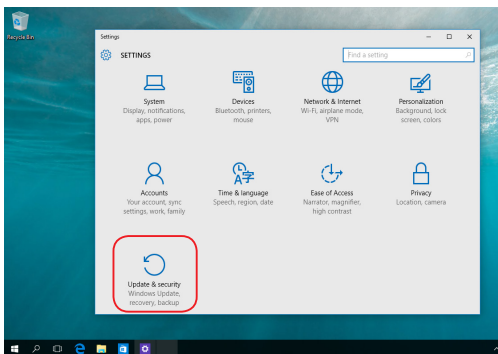 Recycle Bin
Settings
SETTINGS
Find a setting
System
Display, notifications,
apps, power
Devices
Bluetooth, printers,
mouse
Network & Internet
Wi-Fi, airplane mode,
VPN
Personalization
Background, lock
screen, colors
Accounts
Your account, sync
settings, work, family
Time & language
Speech, region, date
Ease of Access
Narrator, magnifier,
high contrast
Privacy
Location, camera
Update & security
Windows Update,
recovery, backup